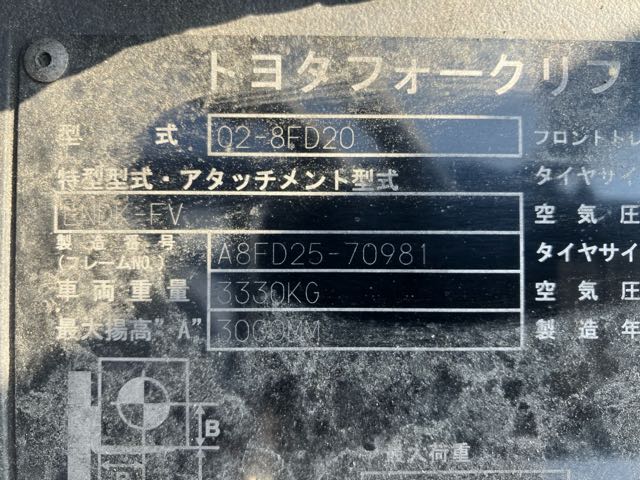 トヨタフォークリフ
型 式 02-8FD20 フロントトレ
特型型式・アタッチメント型式 タイヤサイ
空気圧
製造番号 A8FD25-70981 タイヤサイ
(フレームNO.)
車両重量 3330KG 空気圧
最大揚高"A" 3000MM 製造年
B
最大荷重